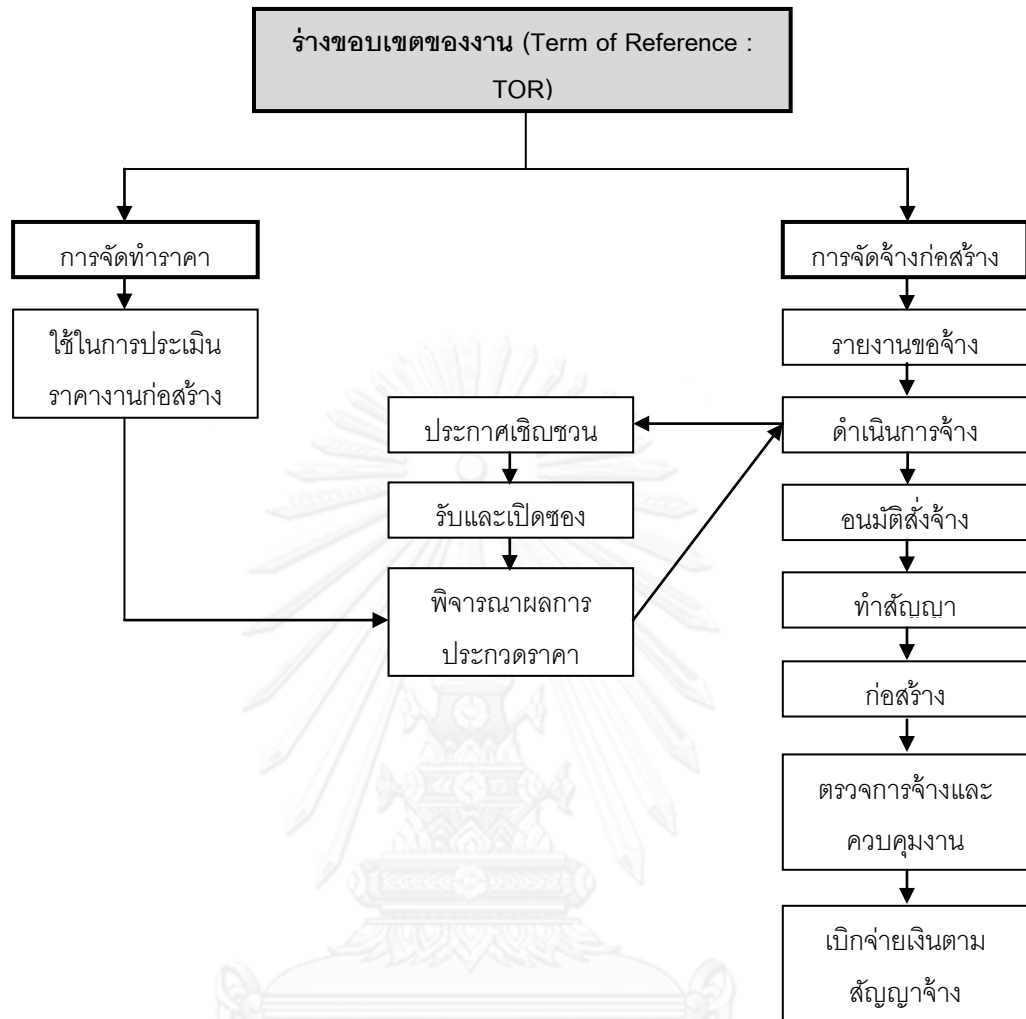 ร่างขอบเขตของงาน (Term of Reference :
TOR)
การจัดทำราคา
การจัดจ้างก่อสร้าง
ใช้ในการประเมิน
ราคางานก่อสร้าง
รายงานขอจ้าง
ประกาศเชิญชวน
ดำเนินการจ้าง
รับและเปิดซอง
อนมัติสั่งจ้าง
พิจารณาผลการ
ประกวดราคา
ทำสัญญา
ก่อสร้าง
ตรวจการจ้างและ
ควบคุมงาน
เบิกจ่ายเงินตาม
สัญญาจ้าง